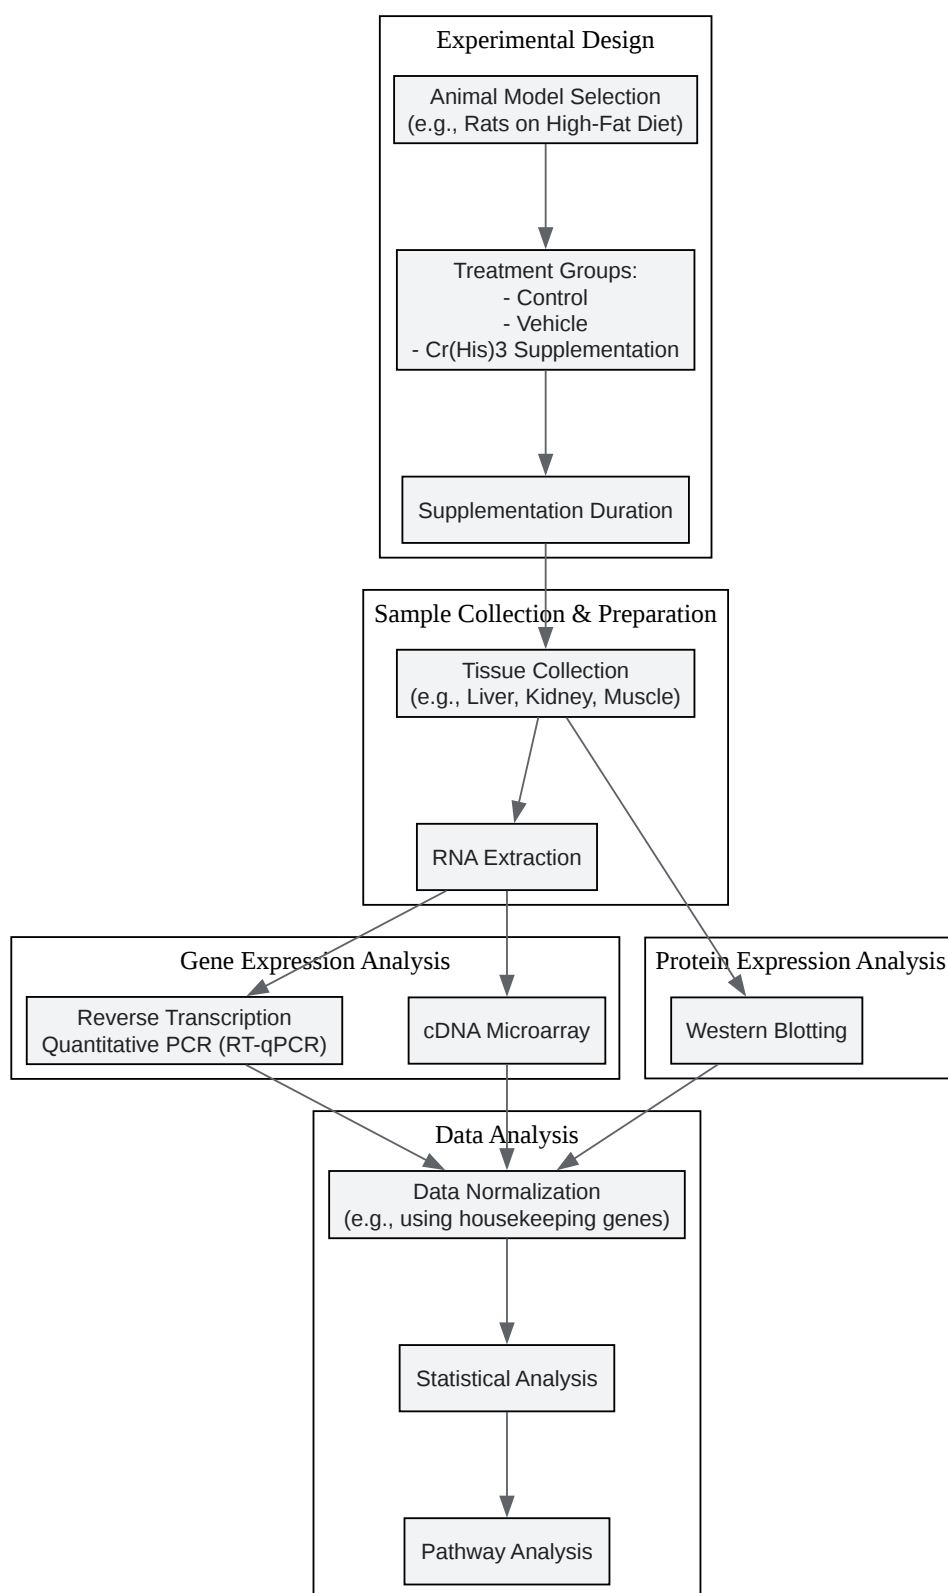 Experimental Design
Animal Model Selection
(e.g., Rats on High-Fat Diet)
Treatment Groups:
- Control
- Vehicle
- Cr(His)3 Supplementation
Supplementation Duration
Sample Collection & Preparation
Tissue Collection
(e.g., Liver, Kidney, Muscle)
RNA Extraction
Gene Expression Analysis
Protein Expression Analysis
Reverse Transcription
Quantitative PCR (RT-qPCR)
cDNA Microarray
Western Blotting
Data Analysis
Data Normalization
(e.g., using housekeeping genes)
Statistical Analysis
Pathway Analysis